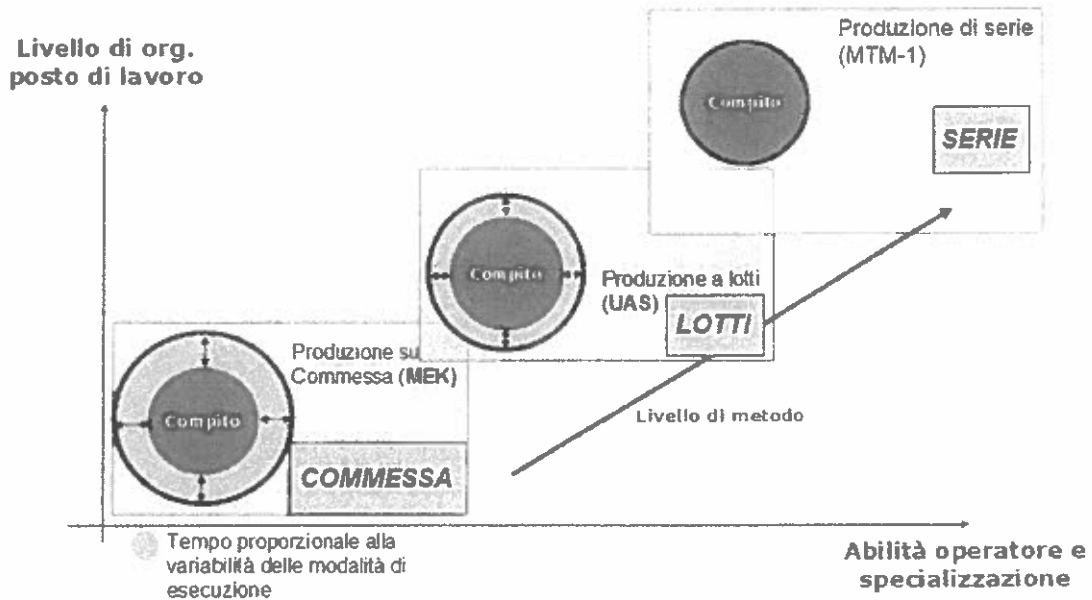 Livello di org.
posto di lavoro
Produzione di serie
(MTM-1)
Compito
SERIE
Compito
Produzione a lotti
(UAS)
LOTTI
Produzione su
Commessa (MEK)
Compito
Livello di metodo
COMMESSA
Tempo proporzionale alla
variabilità delle modalità di
esecuzione
Abilità operatore e
specializzazione